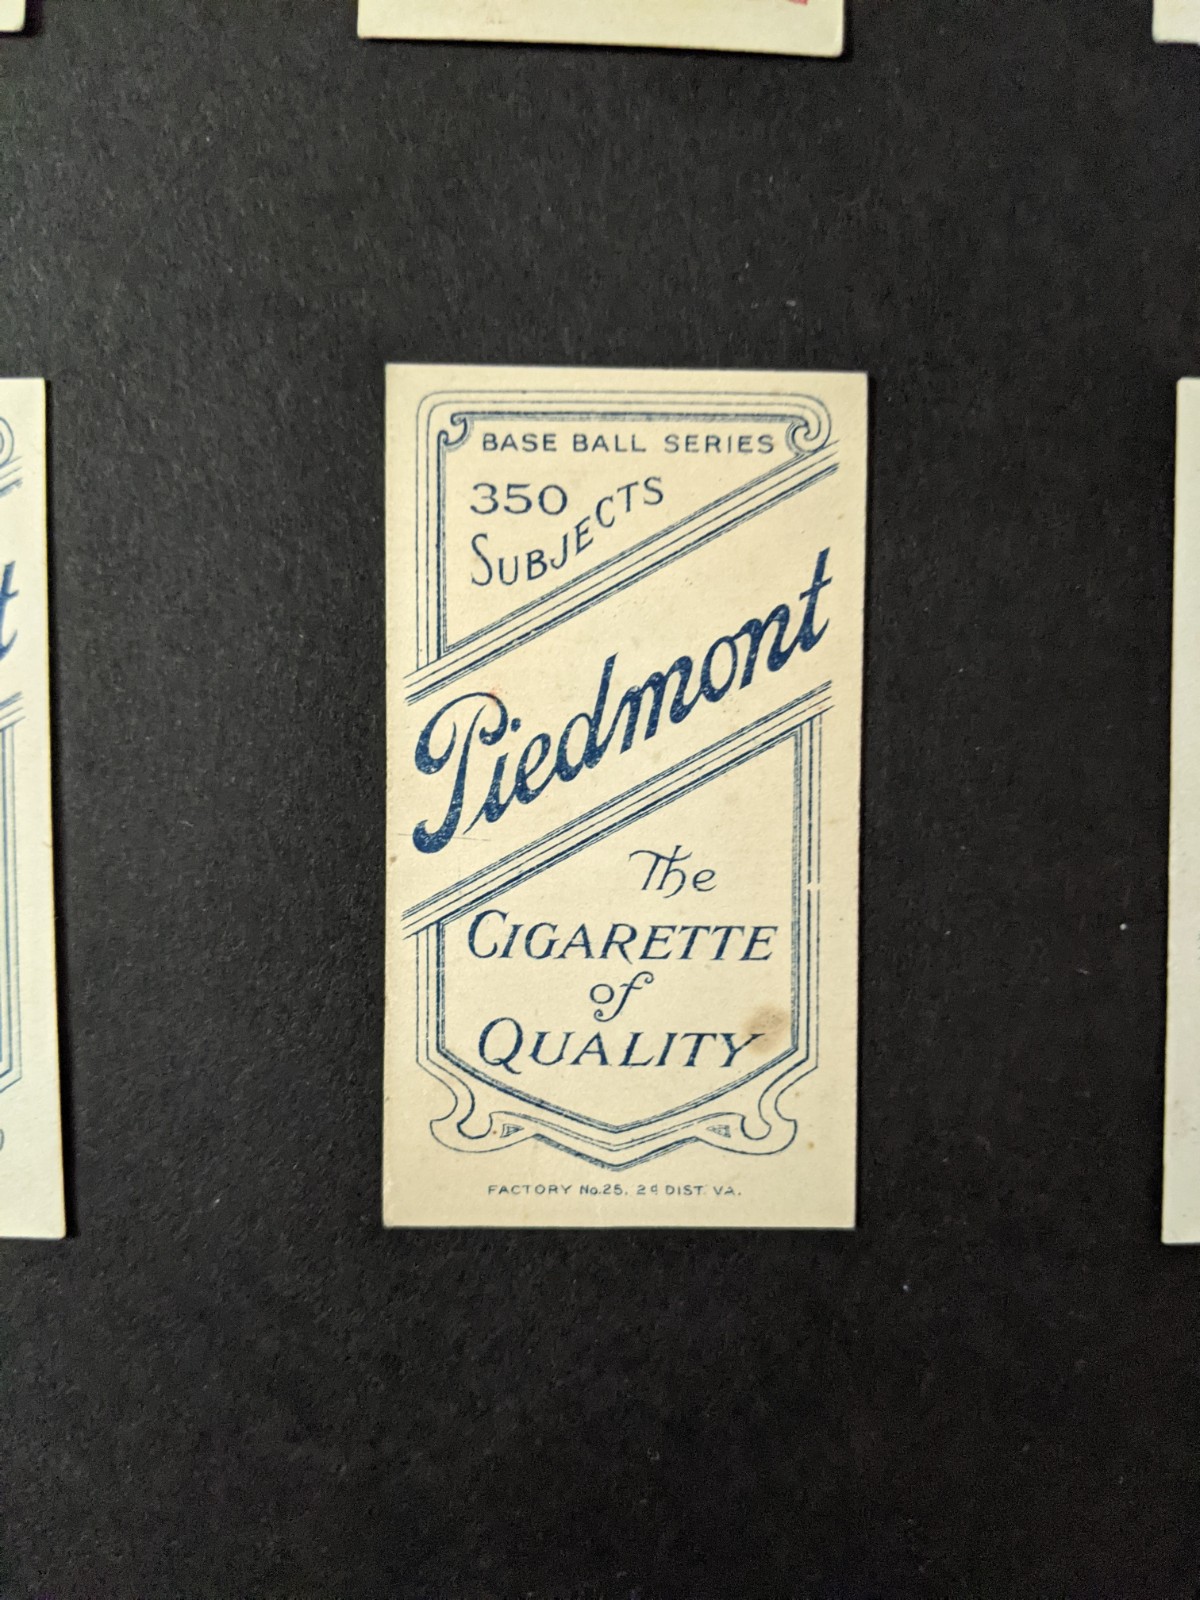 BASE BALL SERIES
350
SUBJECTS
Piedmont
The
CIGARETTE
of
QUALITY
FACTORY No. 25, 2d DIST. VA.
t